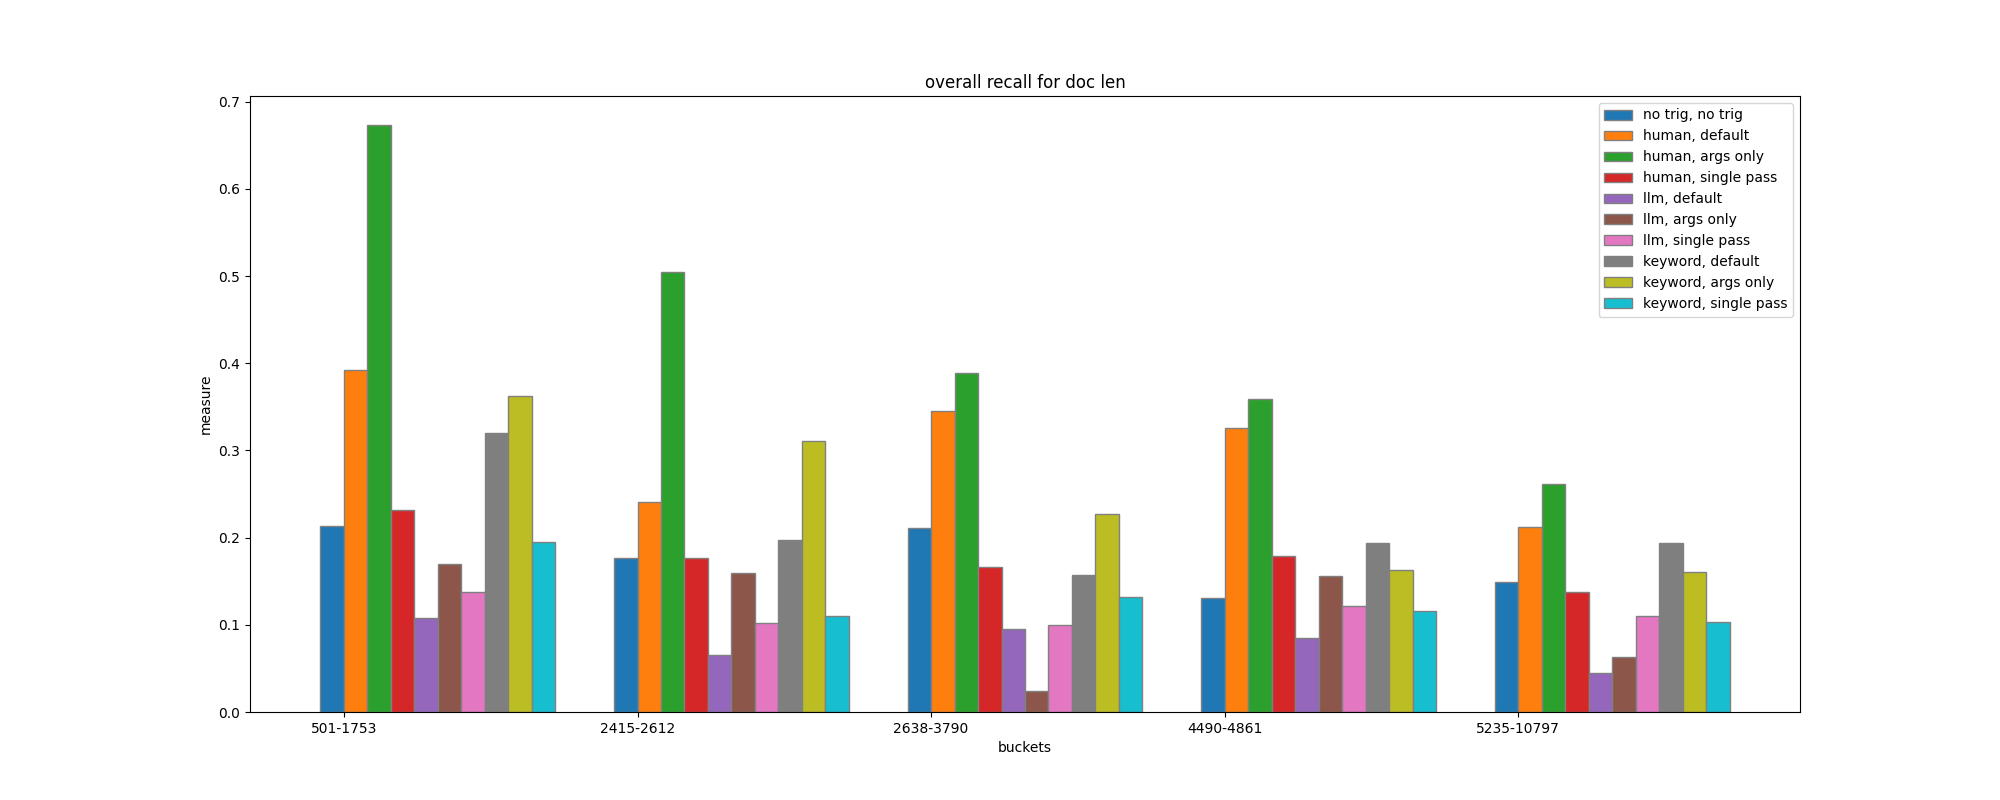 overall recall for doc len
0.7
0.6
0.5
0.4
0.3
0.2
0.1
0.0
measure
no trig, no trig
human, default
human, args only
human, single pass
llm, default
llm, args only
llm, single pass
keyword, default
keyword, args only
keyword, single pass
501-1753 2415-2612 2638-3790 4490-4861 5235-10797
buckets